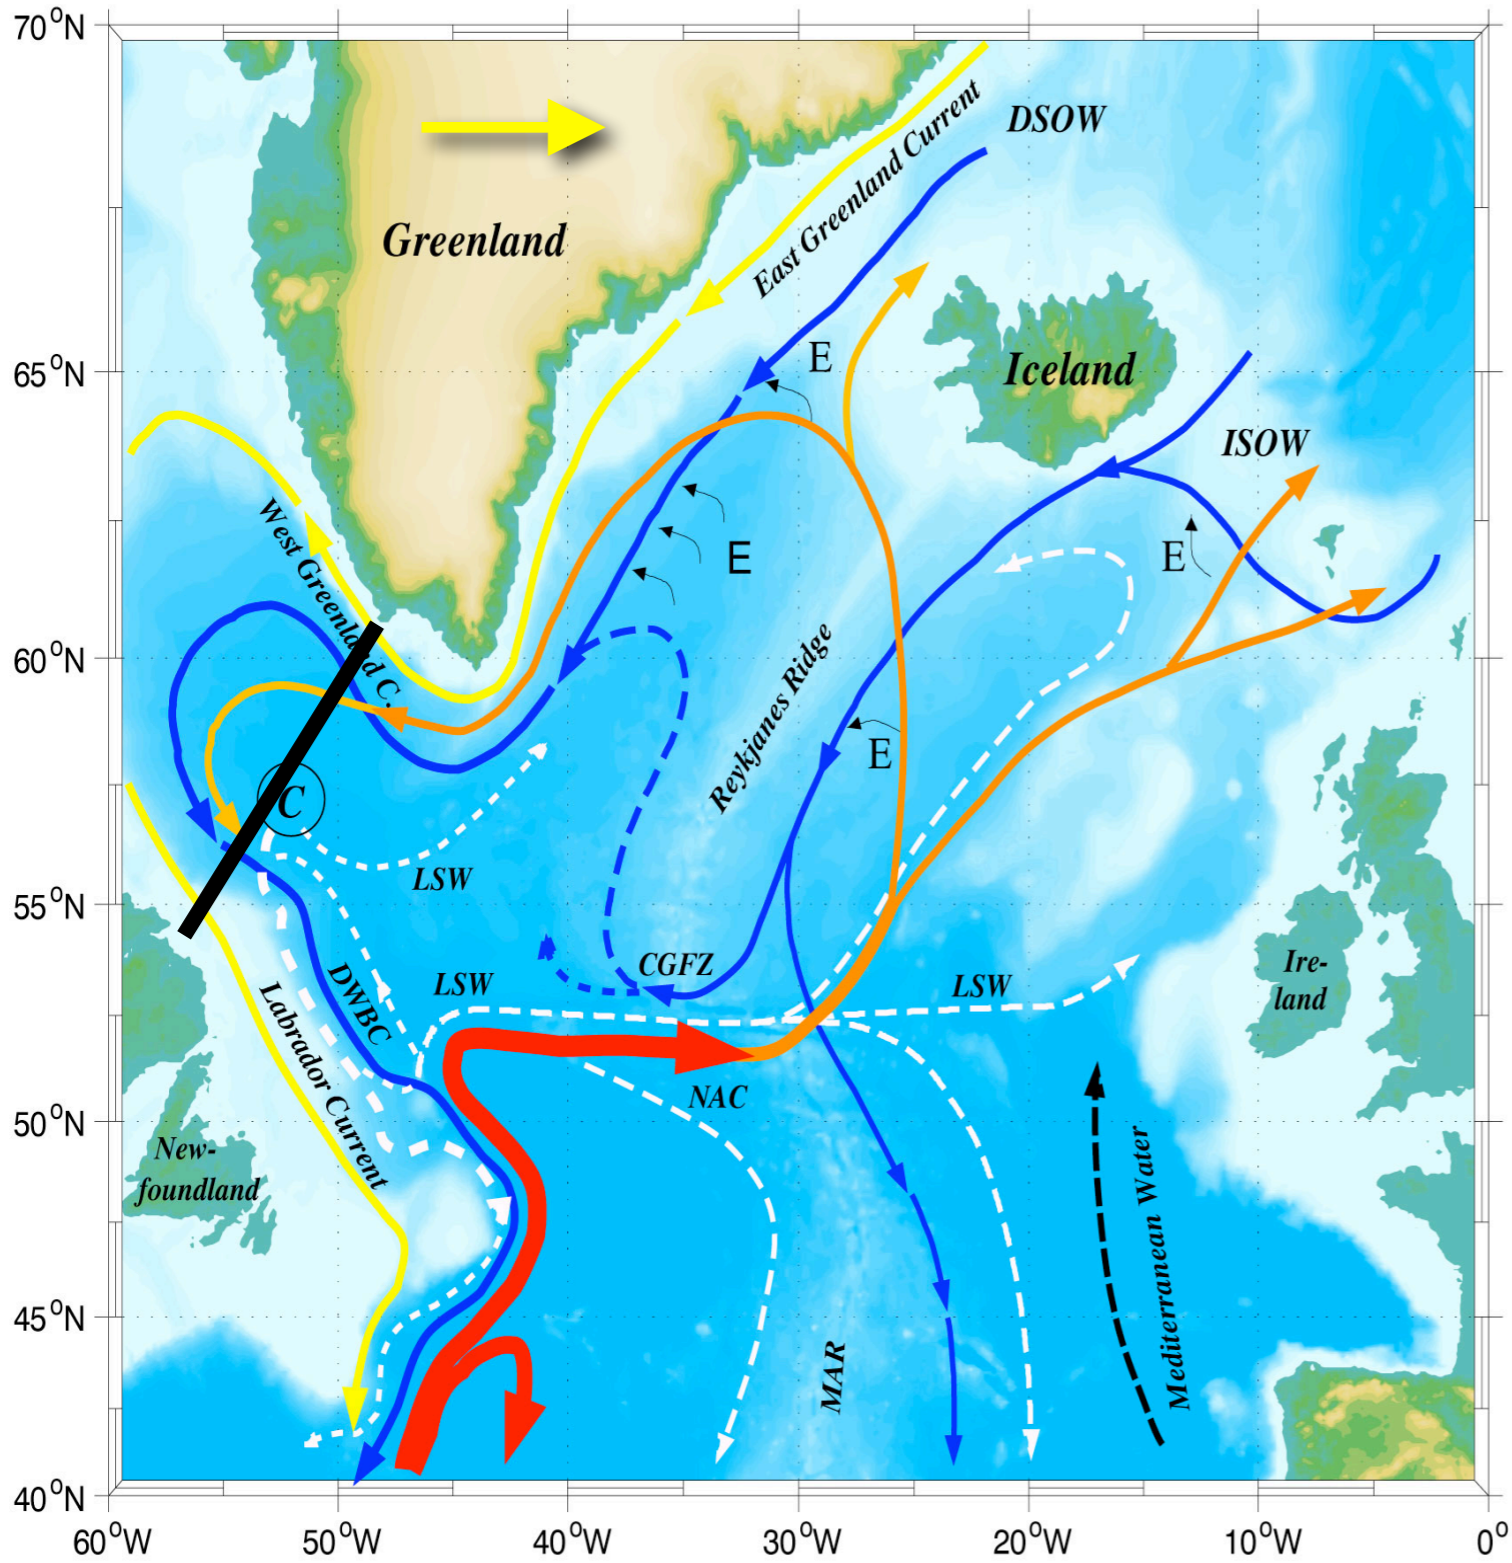 70°N
DSOW
East Greenland Current
Greenland
E
65°N
Iceland
ISOW
West Greenland C.
E
E
60°N
Reykjanes Ridge
E
C
LSW
55°N
CGFZ
LSW
LSW
Ire-
land
DWBC
Labrador Current
NAC
50°N
New-
foundland
Mediterranean Water
45°N
MAR
40°N
60°W
50°W
40°W
30°W
20°W
10°W
0°